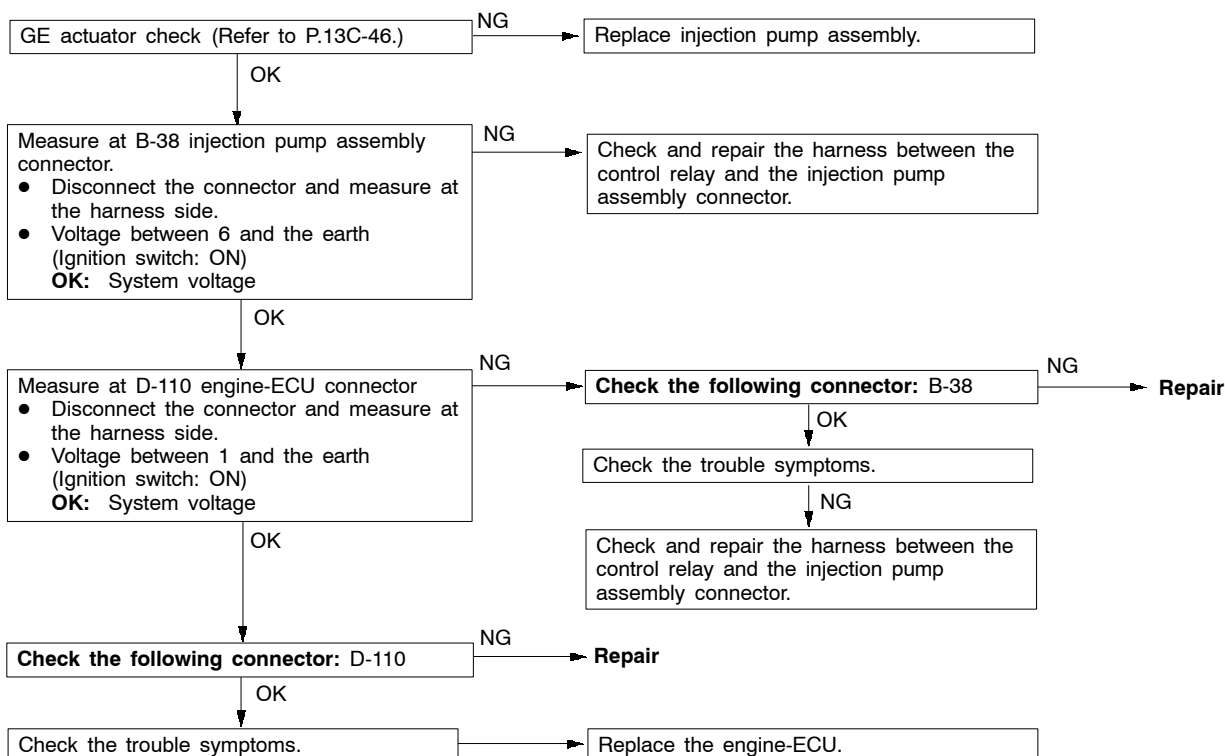 GE actuator check (Refer to P.13C-46.)
NG
Replace injection pump assembly.
OK
Measure at B-38 injection pump assembly
connector.
● Disconnect the connector and measure at
the harness side.
● Voltage between 6 and the earth
(Ignition switch: ON)
OK: System voltage
NG
Check and repair the harness between the
control relay and the injection pump
assembly connector.
OK
Measure at D-110 engine-ECU connector
● Disconnect the connector and measure at
the harness side.
● Voltage between 1 and the earth
(Ignition switch: ON)
OK: System voltage
NG
Check the following connector: B-38
NG
Repair
OK
Check the trouble symptoms.
NG
Check and repair the harness between the
control relay and the injection pump
assembly connector.
OK
Check the following connector: D-110
NG
Repair
OK
Check the trouble symptoms.
Replace the engine-ECU.